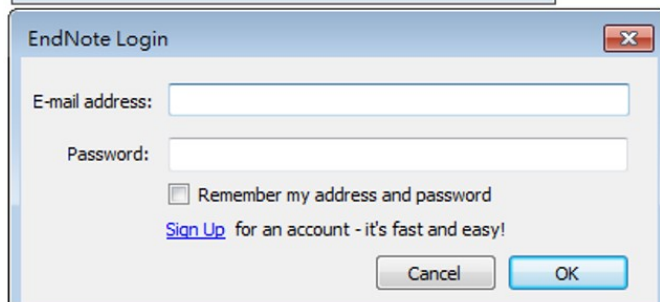 EndNote Login
E-mail address:
Password:
Remember my address and password
Sign Up for an account - it's fast and easy!
Cancel OK